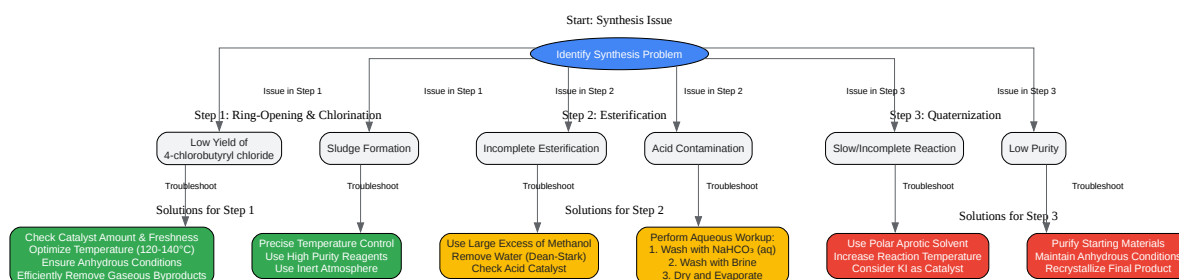 Start: Synthesis Issue
Identify Synthesis Problem
Issue in Step 1
Issue in Step 1
Issue in Step 2
Issue in Step 2
Issue in Step 3
Issue in Step 3
Step 1: Ring-Opening & Chlorination
Step 2: Esterification
Step 3: Quaternization
Low Yield of
4-chlorobutyryl chloride
Sludge Formation
Incomplete Esterification
Acid Contamination
Slow/Incomplete Reaction
Low Purity
Troubleshoot
Troubleshoot
Troubleshoot
Troubleshoot
Troubleshoot
Troubleshoot
Solutions for Step 1
Solutions for Step 2
Solutions for Step 3
Check Catalyst Amount & Freshness
Optimize Temperature (120-140°C)
Ensure Anhydrous Conditions
Efficiently Remove Gaseous Byproducts
Precise Temperature Control
Use High Purity Reagents
Use Inert Atmosphere
Use Large Excess of Methanol
Remove Water (Dean-Stark)
Check Acid Catalyst
Perform Aqueous Workup:
1. Wash with NaHCO₃ (aq)
2. Wash with Brine
3. Dry and Evaporate
Use Polar Aprotic Solvent
Increase Reaction Temperature
Consider KI as Catalyst
Purify Starting Materials
Maintain Anhydrous Conditions
Recrystallize Final Product